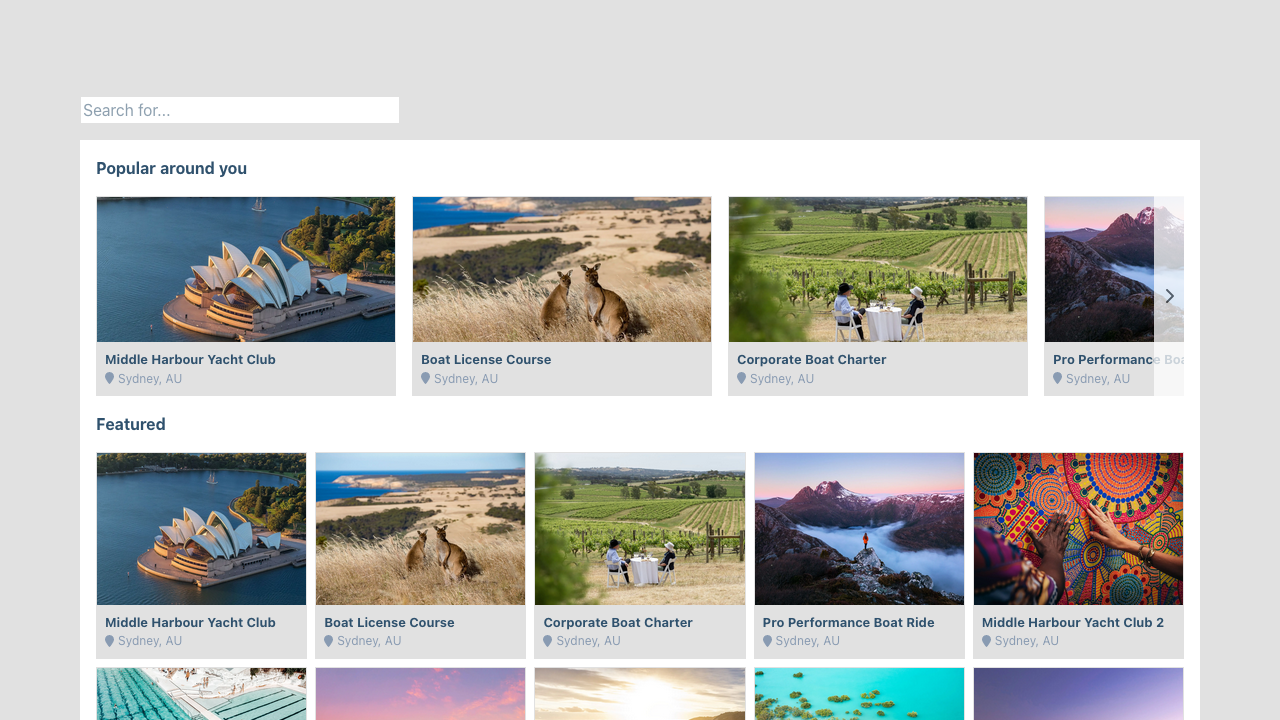 Search for...
Popular around you
Middle Harbour Yacht Club
Sydney, AU
Boat License Course
Sydney, AU
Corporate Boat Charter
Sydney, AU
Pro Performance Boa
Sydney, AU
Featured
Middle Harbour Yacht Club
Sydney, AU
Boat License Course
Sydney, AU
Corporate Boat Charter
Sydney, AU
Pro Performance Boat Ride
Sydney, AU
Middle Harbour Yacht Club 2
Sydney, AU